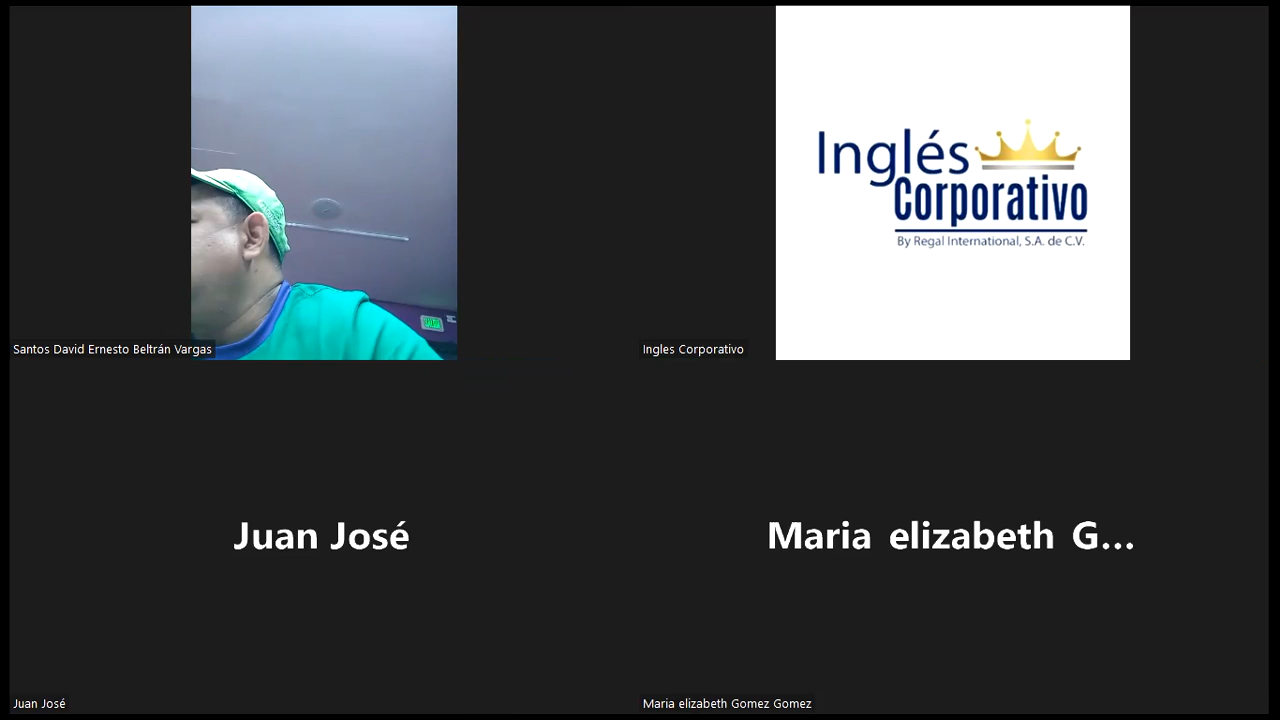 Inglés
Corporativo
By Regal International, S.A. de C.V.
Santos David Ernesto Beltrán Vargas
Ingles Corporativo
Juan José
Maria elizabeth G...
Juan José
Maria elizabeth Gomez Gomez